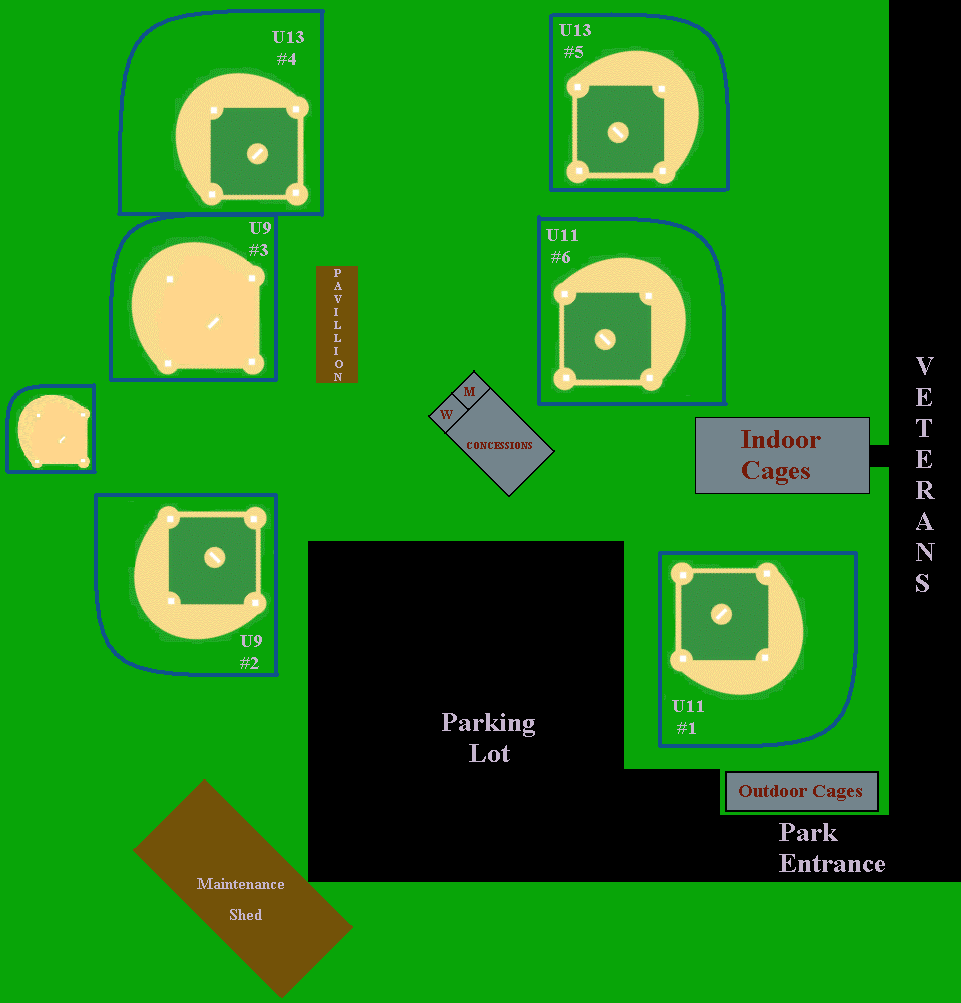 U13
#4
U13
#5
U9
#3
U11
#6
PAVILLION
M
W
CONCESSIONS
Indoor
Cages
VETERANS
U9
#2
U11
#1
Parking
Lot
Outdoor Cages
Park
Entrance
Maintenance
Shed